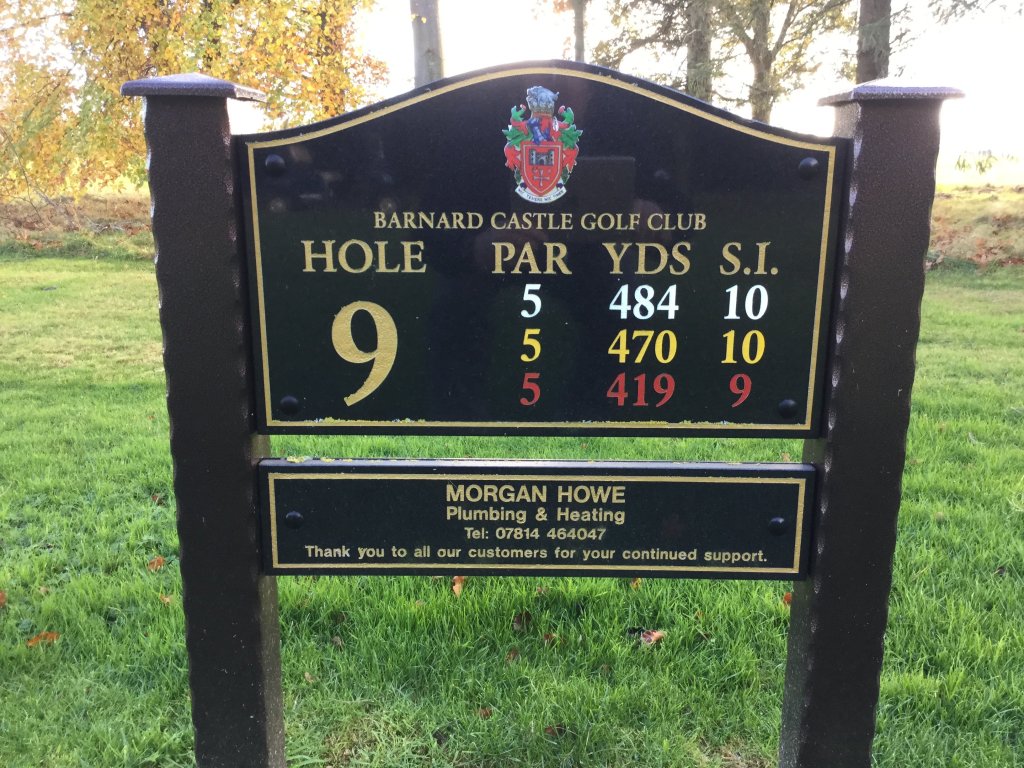 BARNARD CASTLE GOLF CLUB
HOLE PAR YDS S.I.
9
5 484 10
5 470 10
5 419 9
MORGAN HOWE
Plumbing & Heating
Tel: 07814 464047
Thank you to all our customers for your continued support.